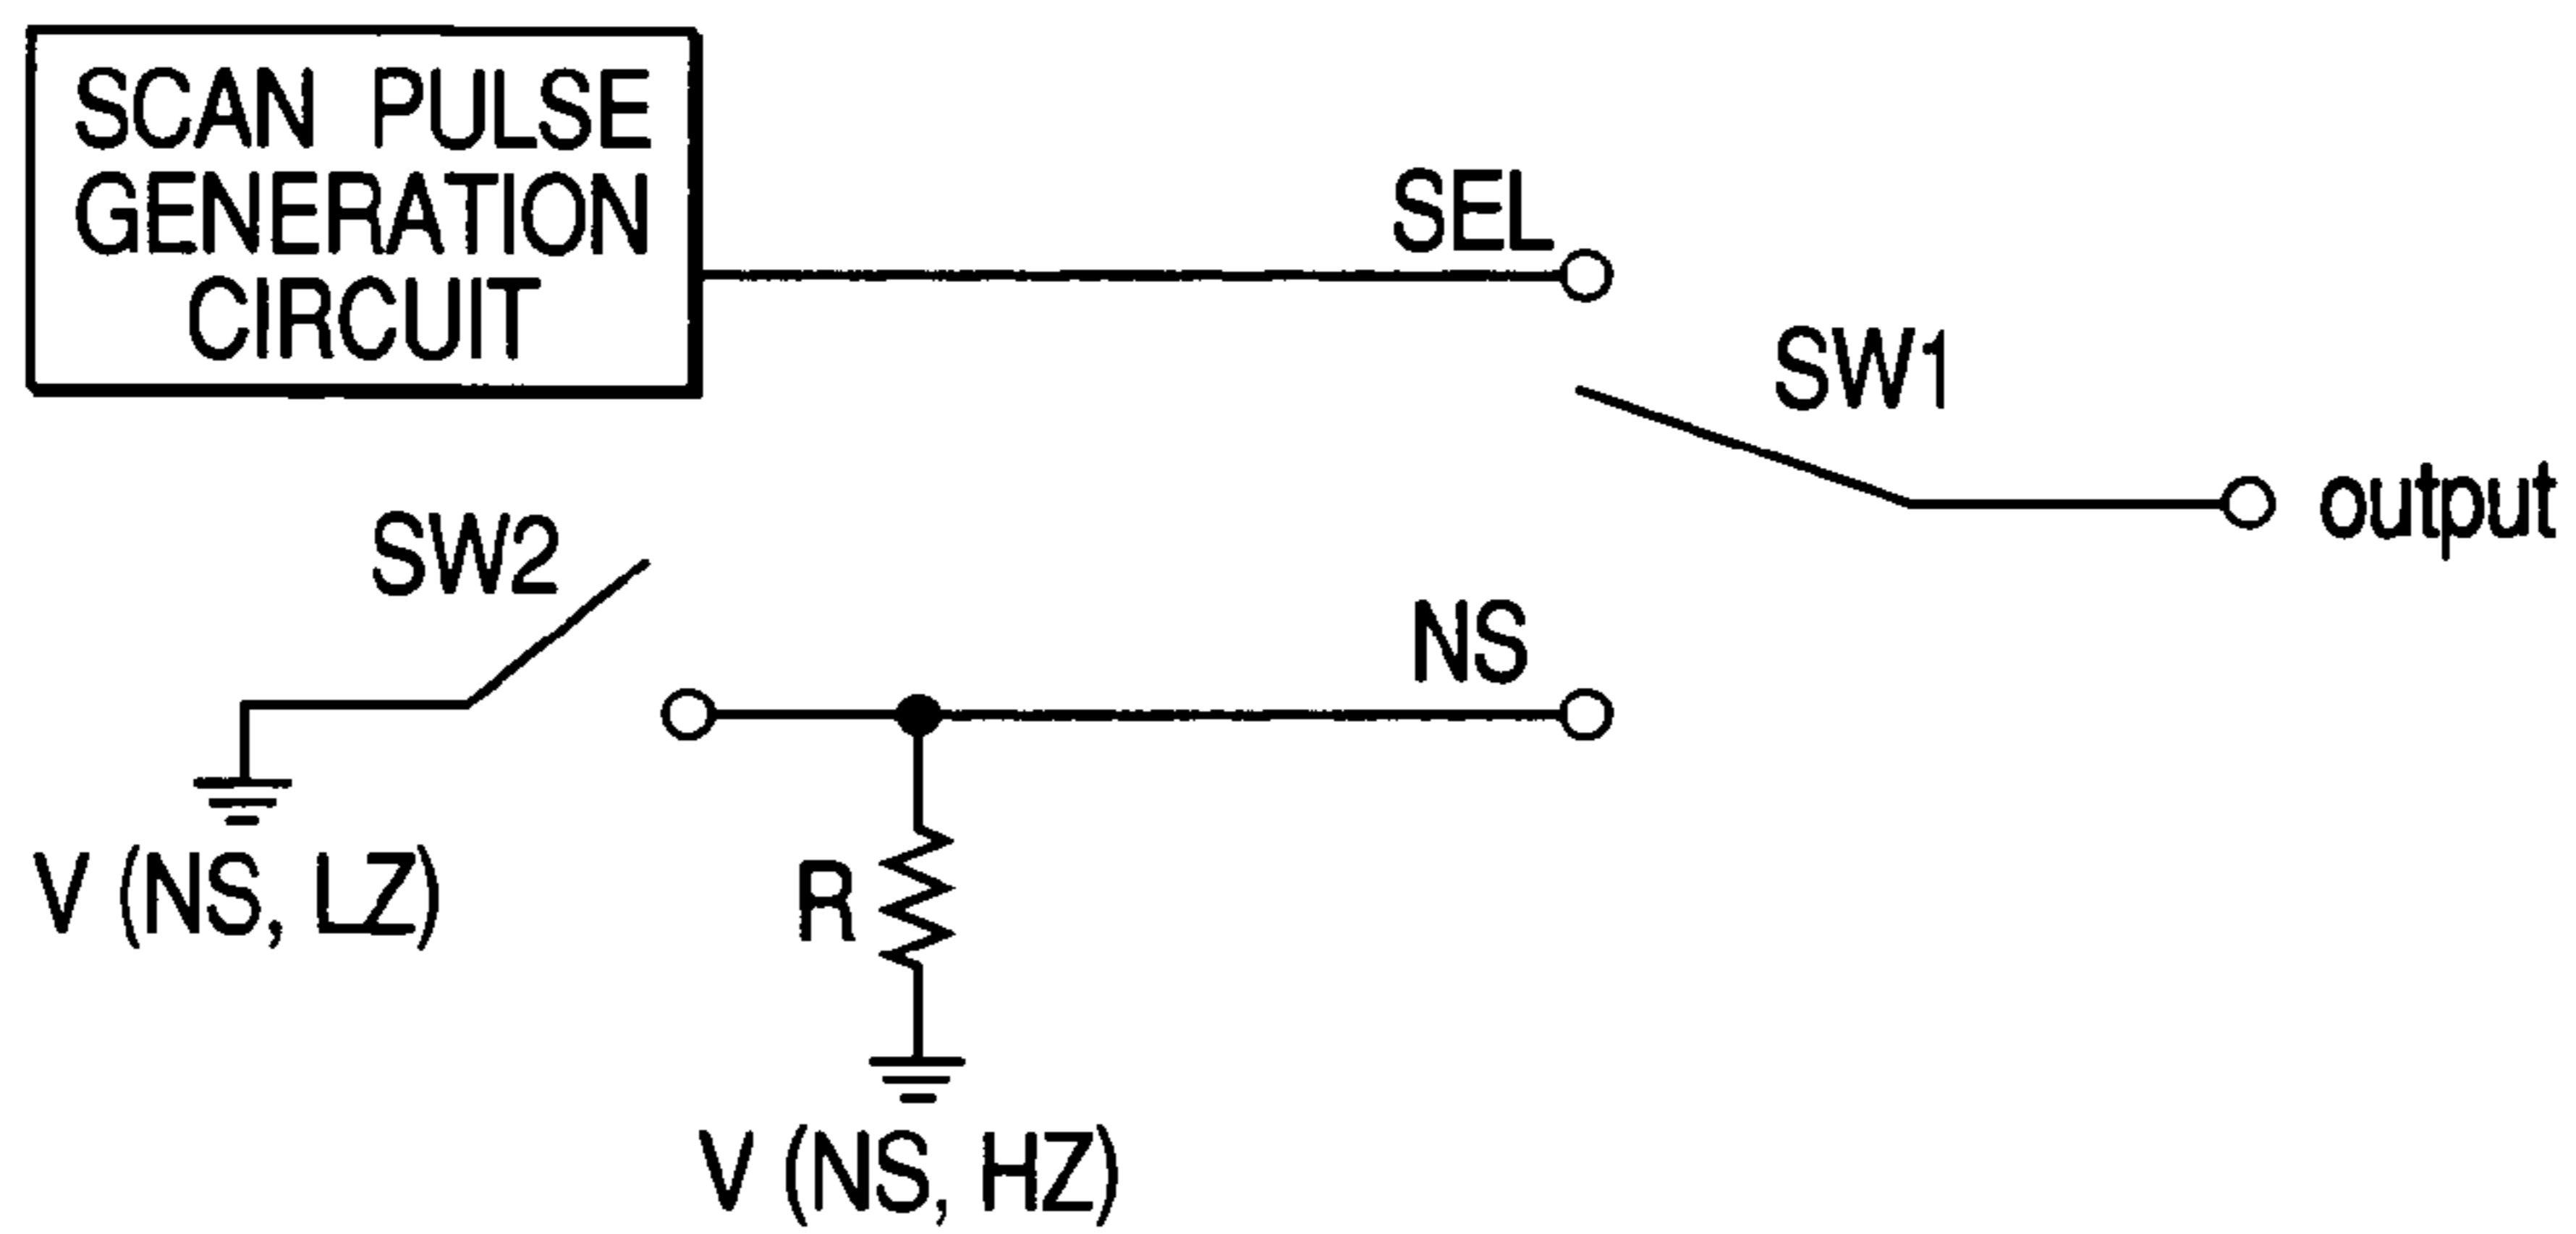 SCAN PULSE
GENERATION
CIRCUIT
SEL
SW1
output
SW2
NS
V (NS, LZ)
R
V (NS, HZ)